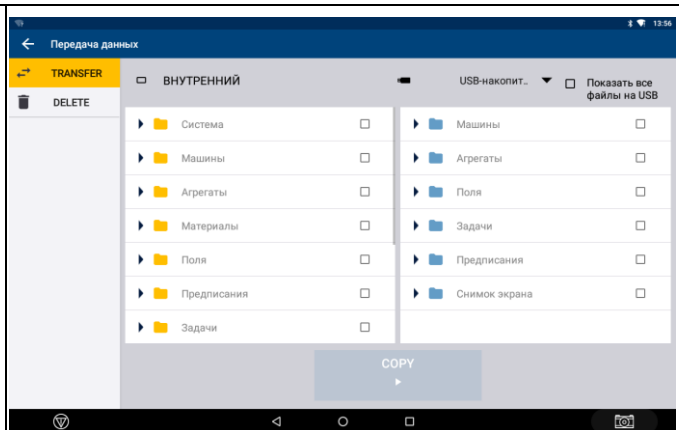 13:56
Передача данных
TRANSFER
DELETE
ВНУТРЕННИЙ
USB-накопит..
Показать все
файлы на USB
Система
Машины
Агрегаты
Материалы
Поля
Предписания
Задачи
Машины
Агрегаты
Поля
Задачи
Предписания
Снимок экрана
COPY